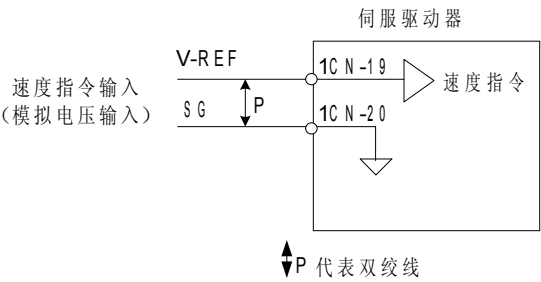 伺服驱动器
V-REF
1CN-19
速度指令输入
(模拟电压输入)
速度指令
SG
P
1CN-20
P 代表双绞线